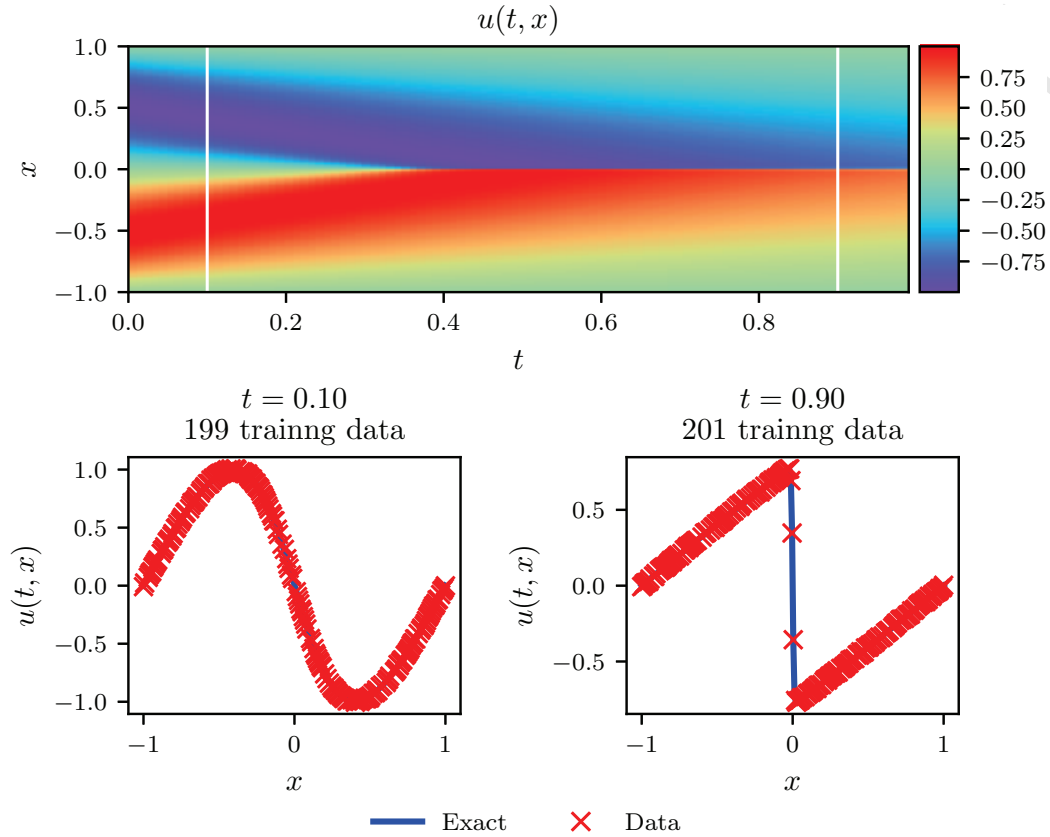 u(t, x)
1.0
0.5
0.0
−0.5
−1.0
x
0.0
0.2
0.4
0.6
0.8
t
0.75
0.50
0.25
0.00
−0.25
−0.50
−0.75
t = 0.10
199 trainng data
1.0
0.5
0.0
−0.5
−1.0
u(t, x)
−1
0
1
x
t = 0.90
201 trainng data
0.5
0.0
−0.5
u(t, x)
−1
0
1
x
Exact
Data